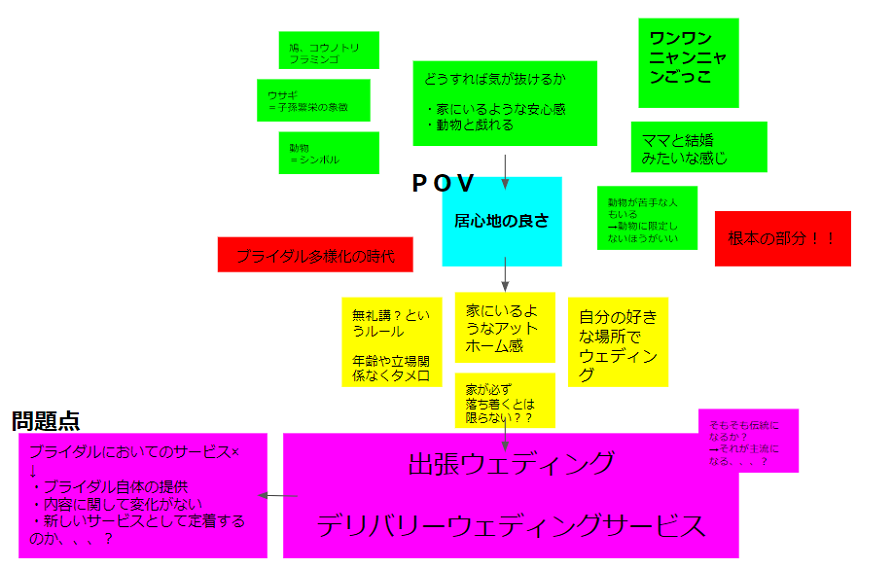 鳩、コウノトリ
フラミンゴ
ウサギ
＝子孫繁栄の象徴
動物
＝シンボル
どうすれば気が抜けるか
・家にいるような安心感
・動物と戯れる
ワンワン
ニャンニャ
ンごっこ
ママと結婚
みたいな感じ
動物が苦手な人
もいる
→動物に限定し
ないほうがいい
ＰＯＶ
居心地の良さ
根本の部分！！
ブライダル多様化の時代
無礼講？とい
うルール
年齢や立場関
係なくタメ口
家にいるよ
うなアット
ホーム感
自分の好き
な場所で
ウェディン
グ
家が必ず
落ち着くとは
限らない？？
問題点
ブライダルにおいてのサービス×
↓
・ブライダル自体の提供
・内容に関して変化がない
・新しいサービスとして定着する
のか、、、？
出張ウェディング
デリバリーウェディングサービス
そもそも伝統に
なるか？
→それが主流に
なる、、、？